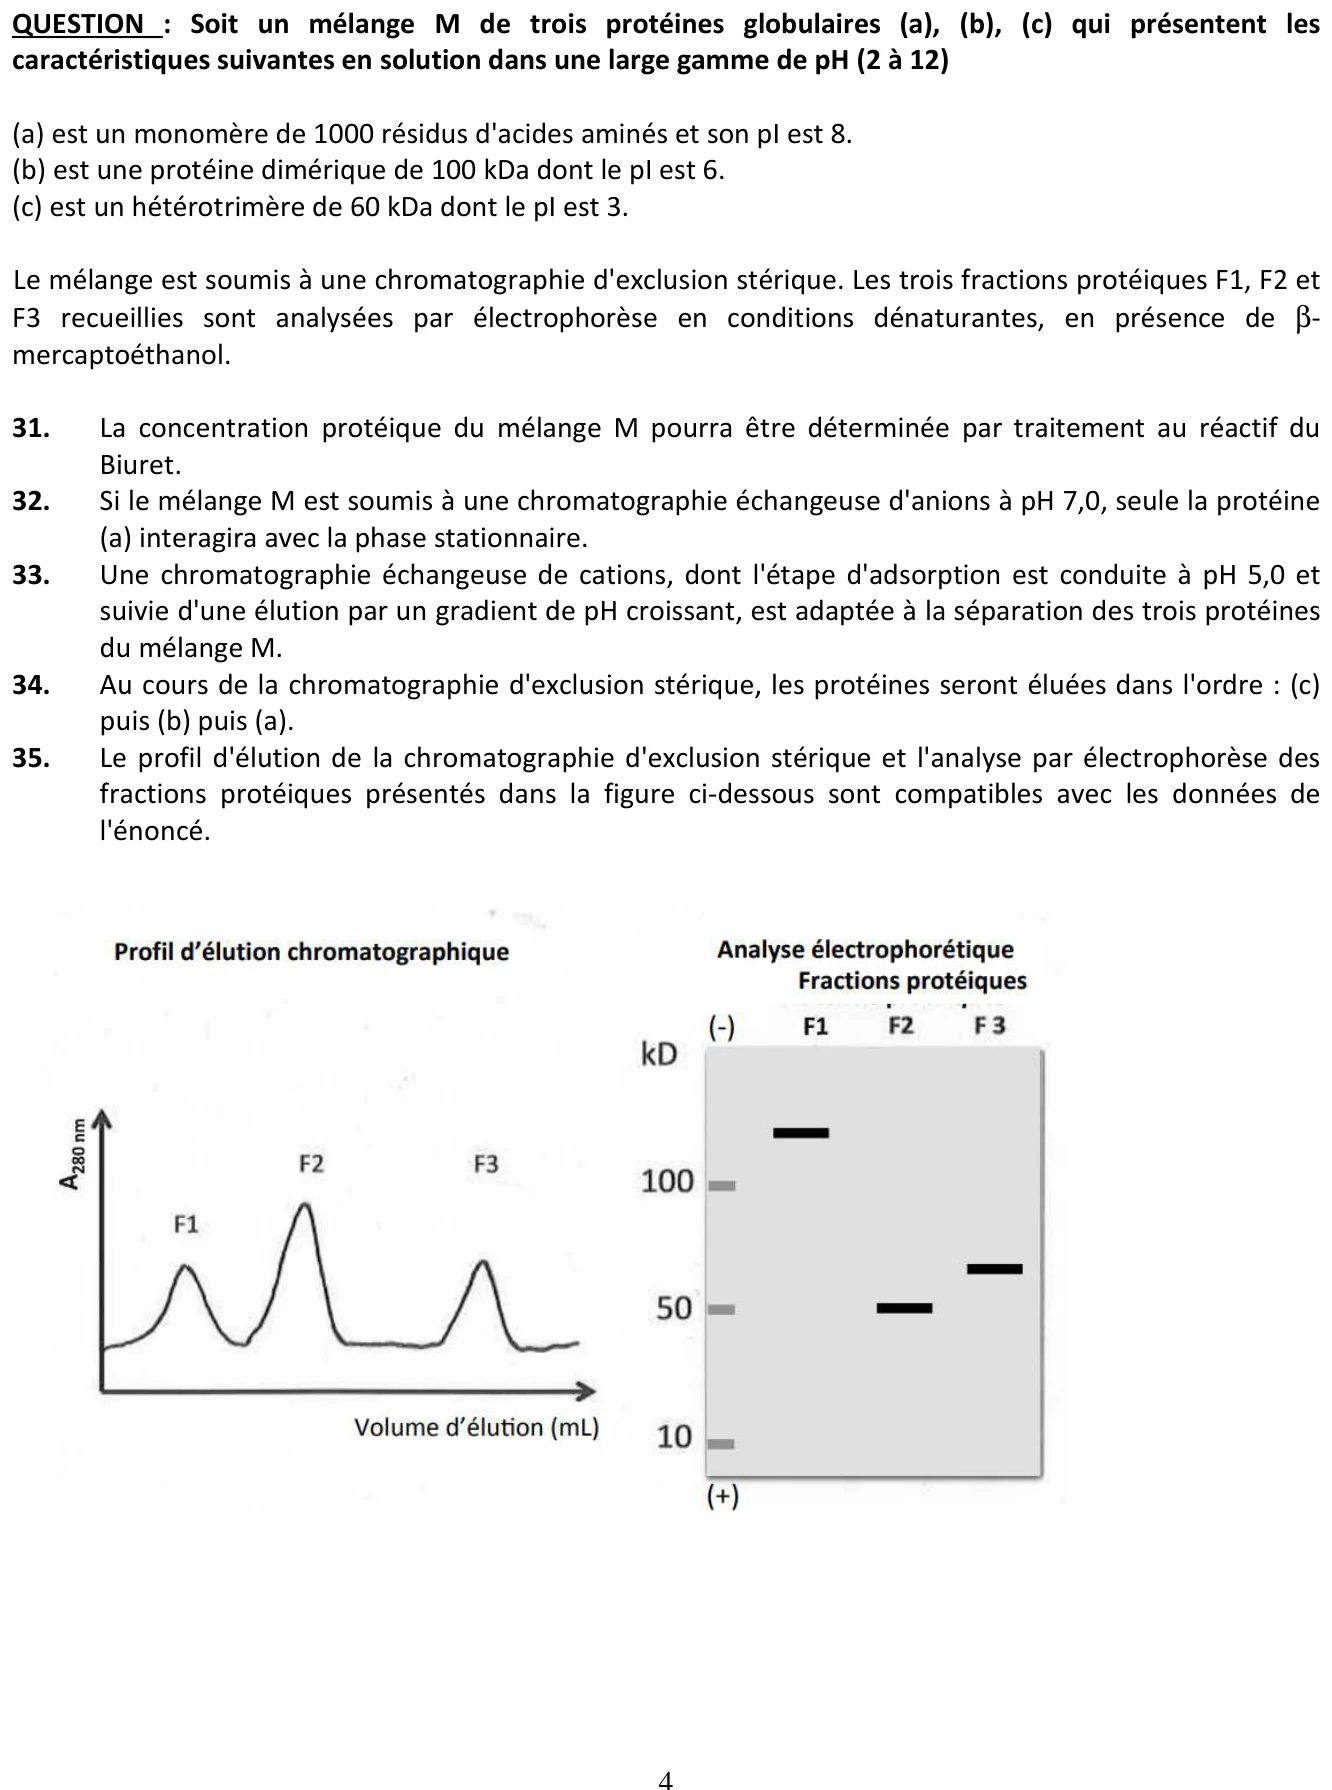 QUESTION : Soit un mélange M de trois protéines globulaires (a), (b), (c) qui présentent les
caractéristiques suivantes en solution dans une large gamme de pH (2 à 12)
(a) est un monomère de 1000 résidus d'acides aminés et son pI est 8.
(b) est une protéine dimérique de 100 kDa dont le pI est 6.
(c) est un hétérotrimère de 60 kDa dont le pI est 3.
Le mélange est soumis à une chromatographie d'exclusion stérique. Les trois fractions protéiques F1, F2 et
F3 recueillies sont analysées par électrophorèse en conditions dénaturantes, en présence de β-
mercaptoéthanol.
31. La concentration protéique du mélange M pourra être déterminée par traitement au réactif du
Biuret.
32. Si le mélange M est soumis à une chromatographie échangeuse d'anions à pH 7,0, seule la protéine
(a) interagira avec la phase stationnaire.
33. Une chromatographie échangeuse de cations, dont l'étape d'adsorption est conduite à pH 5,0 et
suivie d'une élution par un gradient de pH croissant, est adaptée à la séparation des trois protéines
du mélange M.
34. Au cours de la chromatographie d'exclusion stérique, les protéines seront éluées dans l'ordre : (c)
puis (b) puis (a).
35. Le profil d'élution de la chromatographie d'exclusion stérique et l'analyse par électrophorèse des
fractions protéiques présentés dans la figure ci-dessous sont compatibles avec les données de
l'énoncé.
Profil d'élution chromatographique
A280 nm
F1
F2
F3
Volume d'élution (mL)
Analyse électrophorétique
Fractions protéiques
(-) F1 F2 F 3
kD
100
50
10
(+)
4